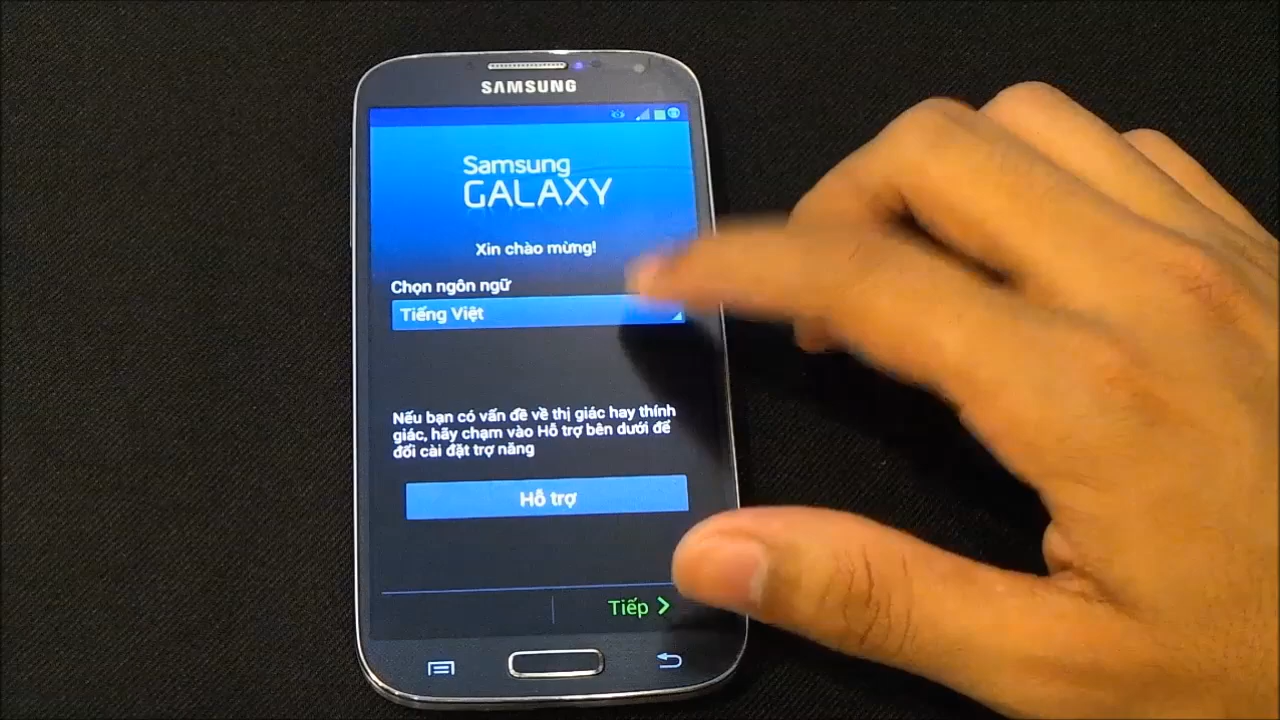 SAMSUNG
Samsung
GALAXY
Xin chào mừng!
Chọn ngôn ngữ
Tiếng Việt
Nếu bạn có vấn đề về thị giác hay thính
giác, hãy chạm vào Hỗ trợ bên dưới để
đổi cài đặt trợ năng
Hỗ trợ
Tiếp